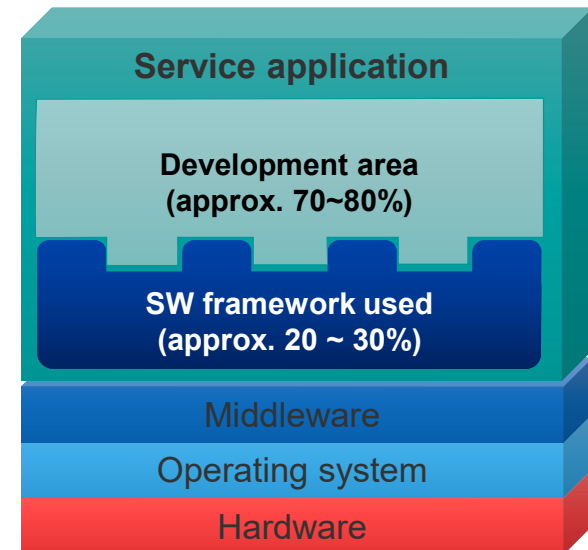 Service application
Development area
(approx. 70~80%)
SW framework used
(approx. 20 ~ 30%)
Middleware
Operating system
Hardware